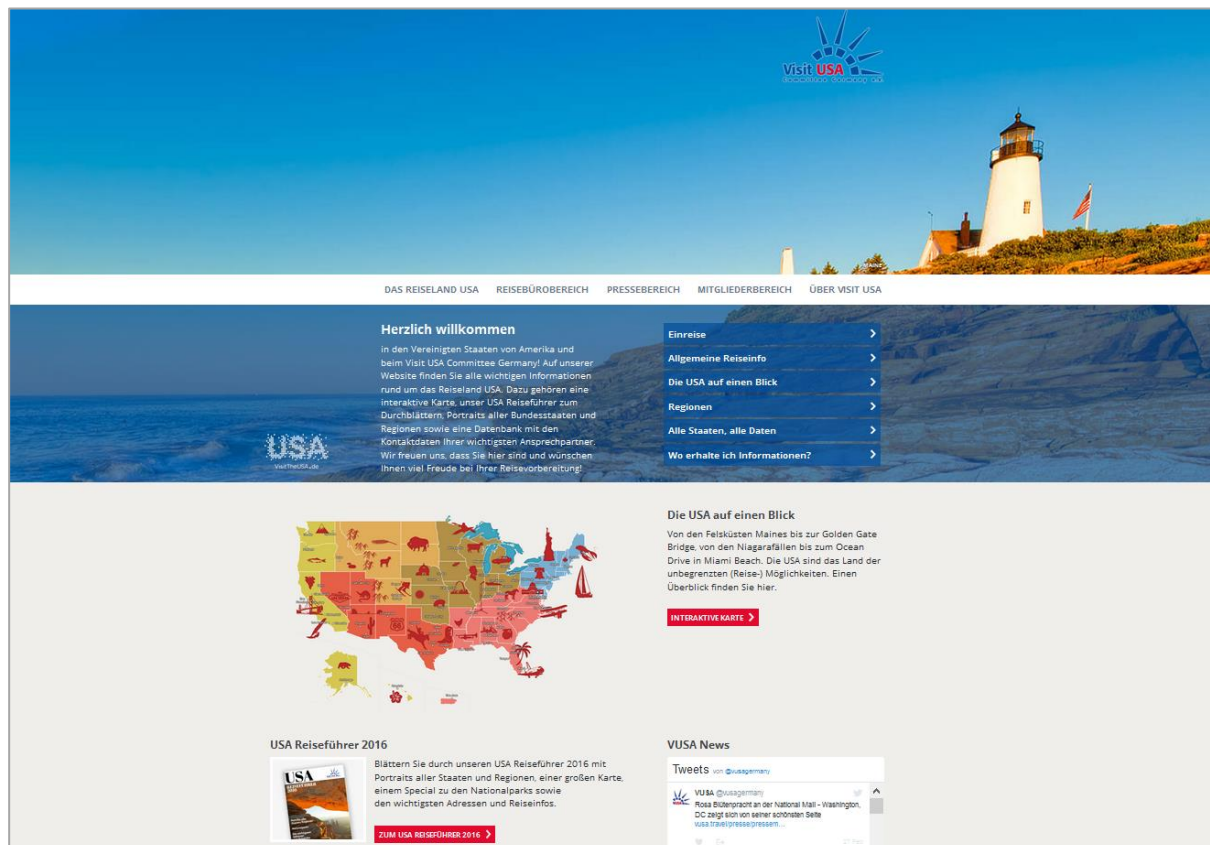 Visit USA
Committee Germany e.V.
MAINE
DAS REISELAND USA REISEBÜROBEREICH PRESSEBEREICH MITGLIEDERBEREICH ÜBER VISIT USA
Herzlich willkommen
in den Vereinigten Staaten von Amerika und
beim Visit USA Committee Germany! Auf unserer
Website finden Sie alle wichtigen Informationen
rund um das Reiseland USA. Dazu gehören eine
interaktive Karte, unser USA Reiseführer zum
Durchblättern, Portraits aller Bundesstaaten und
Regionen sowie eine Datenbank mit den
Kontaktdaten Ihrer wichtigsten Ansprechpartner.
Wir freuen uns, dass Sie hier sind und wünschen
Ihnen viel Freude bei Ihrer Reisevorbereitung!
USA
VisitTheUSA.de
Einreise
Allgemeine Reiseinfo
Die USA auf einen Blick
Regionen
Alle Staaten, alle Daten
Wo erhalte ich Informationen?
66
Die USA auf einen Blick
Von den Felsküsten Maines bis zur Golden Gate
Bridge, von den Niagarafällen bis zum Ocean
Drive in Miami Beach. Die USA sind das Land der
unbegrenzten (Reise-) Möglichkeiten. Einen
Überblick finden Sie hier.
INTERAKTIVE KARTE
USA Reiseführer 2016
USA
REISEFÜHRER
2016
Blättern Sie durch unseren USA Reiseführer 2016 mit
Portraits aller Staaten und Regionen, einer großen Karte,
einem Special zu den Nationalparks sowie
den wichtigsten Adressen und Reiseinfos.
ZUM USA REISEFÜHRER 2016
VUSA News
Tweets von @vusagermany
VUSA @vusagermany
Rosa Blütenpracht an der National Mall - Washington,
DC zeigt sich von seiner schönsten Seite
vusa.travel/presse/pressem…